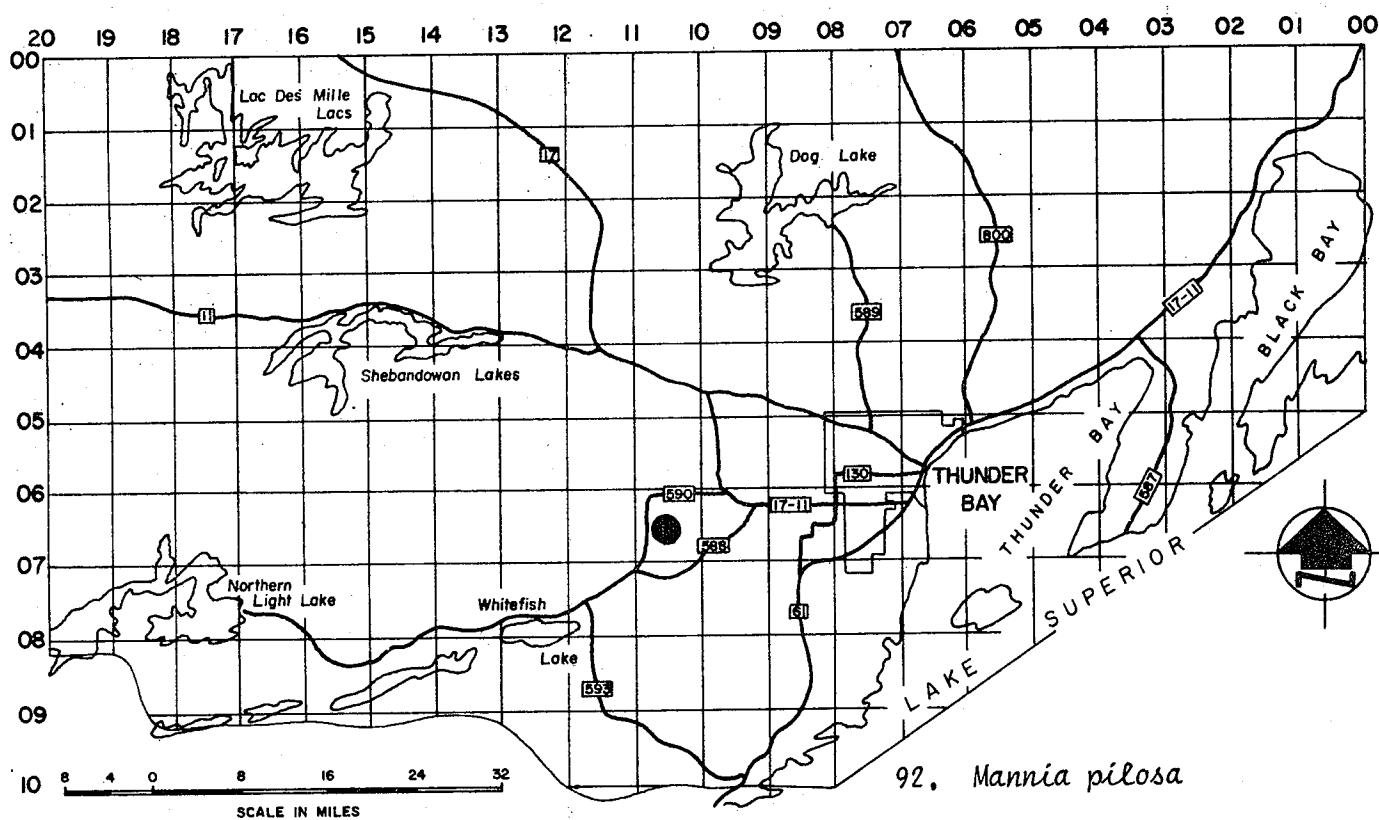 20 19 18 17 16 15 14 13 12 11 10 09 08 07 06 05 04 03 02 01 00
00
01
02
03
04
05
06
07
08
09
10
Lac Des Mille
Lacs
17
Dog Lake
800
589
17-11
BLACK BAY
11
Shebandowan Lakes
THUNDER BAY
587
130
THUNDER
BAY
590
17-11
588
61
Northern
Light Lake
Whitefish
Lake
593
LAKE SUPERIOR
N
8 4 0 8 16 24 32
SCALE IN MILES
92. Mannia pilosa